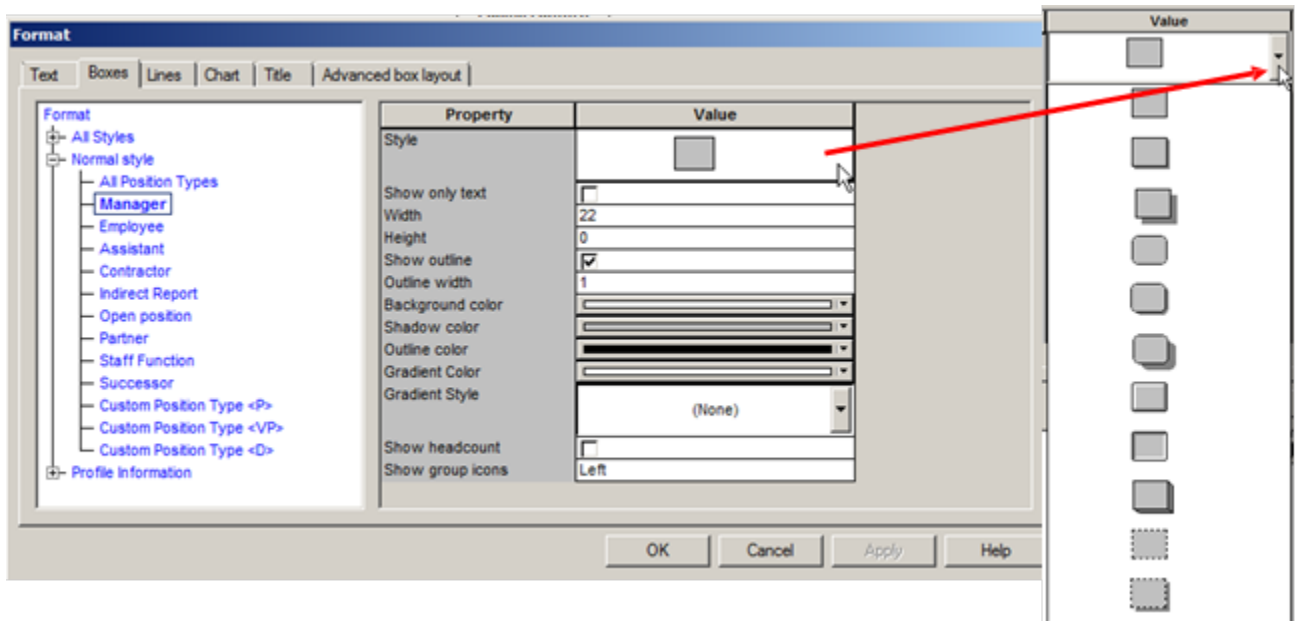 Format
Text Boxes Lines Chart Title Advanced box layout
Format
All Styles
Normal style
All Position Types
Manager
Employee
Assistant
Contractor
Indirect Report
Open position
Partner
Staff Function
Successor
Custom Position Type <P>
Custom Position Type <VP>
Custom Position Type <D>
Profile Information
Property Value
Style
Show only text
Width 22
Height 0
Show outline
Outline width 1
Background color
Shadow color
Outline color
Gradient Color
Gradient Style (None)
Show headcount
Show group icons Left
OK Cancel Apply Help
Value